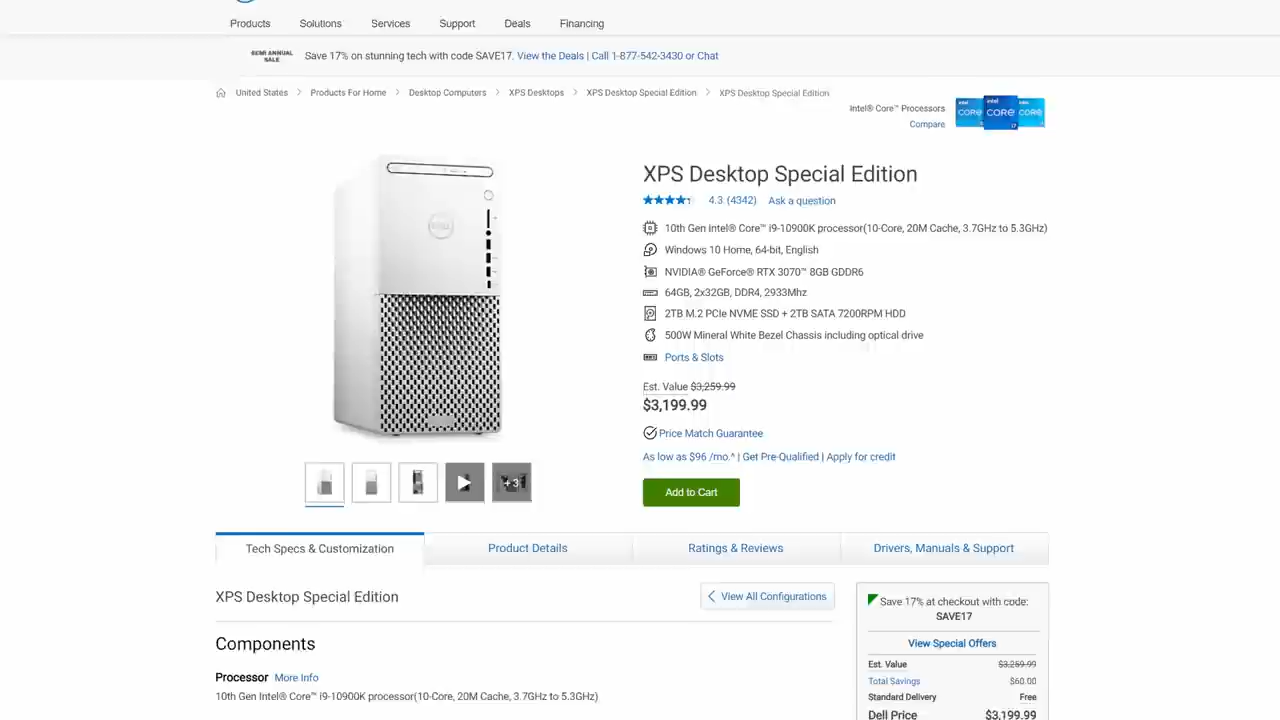 Products Solutions Services Support Deals Financing
SEMI ANNUAL
SALE
Save 17% on stunning tech with code SAVE17. View the Deals | Call 1-877-542-3430 or Chat
United States > Products For Home > Desktop Computers > XPS Desktops > XPS Desktop Special Edition > XPS Desktop Special Edition
Intel® Core™ Processors
Compare
intel intel intel
CORE CORE CORE
i7
XPS Desktop Special Edition
4.3 (4342) Ask a question
10th Gen Intel® Core™ i9-10900K processor(10-Core, 20M Cache, 3.7GHz to 5.3GHz)
Windows 10 Home, 64-bit, English
NVIDIA® GeForce® RTX 3070™ 8GB GDDR6
64GB, 2x32GB, DDR4, 2933Mhz
2TB M.2 PCIe NVME SSD + 2TB SATA 7200RPM HDD
500W Mineral White Bezel Chassis including optical drive
Ports & Slots
Est. Value $3,259.99
$3,199.99
Price Match Guarantee
As low as $96 /mo.^ | Get Pre-Qualified | Apply for credit
+3
Add to Cart
Tech Specs & Customization Product Details Ratings & Reviews Drivers, Manuals & Support
XPS Desktop Special Edition
View All Configurations
Components
Processor More Info
10th Gen Intel® Core™ i9-10900K processor(10-Core, 20M Cache, 3.7GHz to 5.3GHz)
Save 17% at checkout with code:
SAVE17
View Special Offers
Est. Value $3,259.99
Total Savings $60.00
Standard Delivery Free
Dell Price $3,199.99